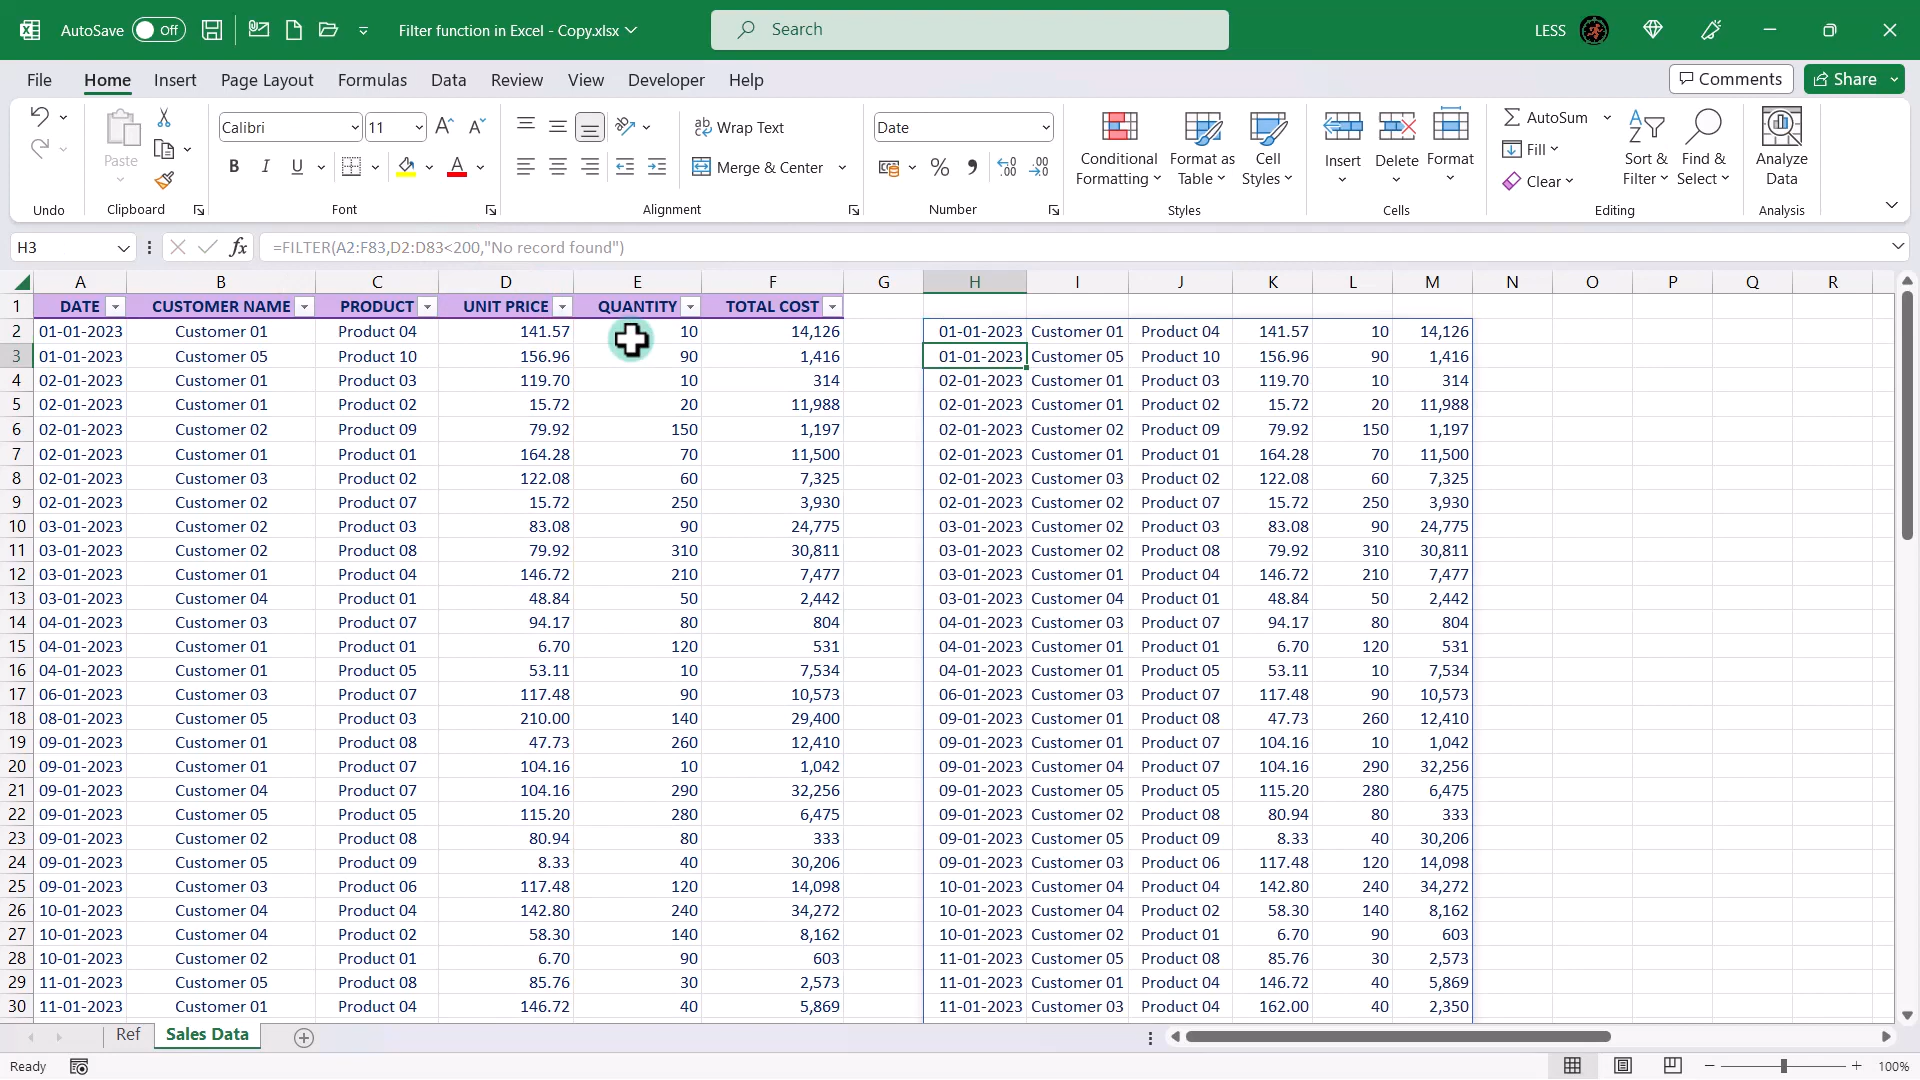 AutoSave Off Filter function in Excel - Copy.xlsx Search LESS
File Home Insert Page Layout Formulas Data Review View Developer Help Comments Share
Paste Calibri 11 Wrap Text Date Conditional Formatting Format as Table Cell Styles Insert Delete Format AutoSum Sort & Filter Find & Select Analyze Data
B I U Merge & Center % Fill
Clear
Undo Clipboard Font Alignment Number Styles Cells Editing Analysis
H3 fx =FILTER(A2:F83,D2:D83<200,"No record found")
A B C D E F G H I J K L M N O P Q R
1 DATE CUSTOMER NAME PRODUCT UNIT PRICE QUANTITY TOTAL COST
2 01-01-2023 Customer 01 Product 04 141.57 10 14,126 01-01-2023 Customer 01 Product 04 141.57 10 14,126
3 01-01-2023 Customer 05 Product 10 156.96 90 1,416 01-01-2023 Customer 05 Product 10 156.96 90 1,416
4 02-01-2023 Customer 01 Product 03 119.70 10 314 02-01-2023 Customer 01 Product 03 119.70 10 314
5 02-01-2023 Customer 01 Product 02 15.72 20 11,988 02-01-2023 Customer 01 Product 02 15.72 20 11,988
6 02-01-2023 Customer 02 Product 09 79.92 150 1,197 02-01-2023 Customer 02 Product 09 79.92 150 1,197
7 02-01-2023 Customer 01 Product 01 164.28 70 11,500 02-01-2023 Customer 01 Product 01 164.28 70 11,500
8 02-01-2023 Customer 03 Product 02 122.08 60 7,325 02-01-2023 Customer 03 Product 02 122.08 60 7,325
9 02-01-2023 Customer 02 Product 07 15.72 250 3,930 02-01-2023 Customer 02 Product 07 15.72 250 3,930
10 03-01-2023 Customer 02 Product 03 83.08 90 24,775 03-01-2023 Customer 02 Product 03 83.08 90 24,775
11 03-01-2023 Customer 02 Product 08 79.92 310 30,811 03-01-2023 Customer 02 Product 08 79.92 310 30,811
12 03-01-2023 Customer 01 Product 04 146.72 210 7,477 03-01-2023 Customer 01 Product 04 146.72 210 7,477
13 03-01-2023 Customer 04 Product 01 48.84 50 2,442 03-01-2023 Customer 04 Product 01 48.84 50 2,442
14 04-01-2023 Customer 03 Product 07 94.17 80 804 04-01-2023 Customer 03 Product 07 94.17 80 804
15 04-01-2023 Customer 01 Product 01 6.70 120 531 04-01-2023 Customer 01 Product 01 6.70 120 531
16 04-01-2023 Customer 01 Product 05 53.11 10 7,534 04-01-2023 Customer 01 Product 05 53.11 10 7,534
17 06-01-2023 Customer 03 Product 07 117.48 90 10,573 06-01-2023 Customer 03 Product 07 117.48 90 10,573
18 08-01-2023 Customer 05 Product 03 210.00 140 29,400 09-01-2023 Customer 01 Product 08 47.73 260 12,410
19 09-01-2023 Customer 01 Product 08 47.73 260 12,410 09-01-2023 Customer 01 Product 07 104.16 10 1,042
20 09-01-2023 Customer 01 Product 07 104.16 10 1,042 09-01-2023 Customer 04 Product 07 104.16 290 32,256
21 09-01-2023 Customer 04 Product 07 104.16 290 32,256 09-01-2023 Customer 05 Product 05 115.20 280 6,475
22 09-01-2023 Customer 05 Product 05 115.20 280 6,475 09-01-2023 Customer 02 Product 08 80.94 80 333
23 09-01-2023 Customer 02 Product 08 80.94 80 333 09-01-2023 Customer 05 Product 09 8.33 40 30,206
24 09-01-2023 Customer 05 Product 09 8.33 40 30,206 09-01-2023 Customer 03 Product 06 117.48 120 14,098
25 09-01-2023 Customer 03 Product 06 117.48 120 14,098 10-01-2023 Customer 04 Product 04 142.80 240 34,272
26 10-01-2023 Customer 04 Product 04 142.80 240 34,272 10-01-2023 Customer 04 Product 02 58.30 140 8,162
27 10-01-2023 Customer 04 Product 02 58.30 140 8,162 10-01-2023 Customer 02 Product 01 6.70 90 603
28 10-01-2023 Customer 02 Product 01 6.70 90 603 11-01-2023 Customer 05 Product 08 85.76 30 2,573
29 11-01-2023 Customer 05 Product 08 85.76 30 2,573 11-01-2023 Customer 01 Product 04 146.72 40 5,869
30 11-01-2023 Customer 01 Product 04 146.72 40 5,869 11-01-2023 Customer 03 Product 04 162.00 40 2,350
Ref Sales Data
Ready 100%